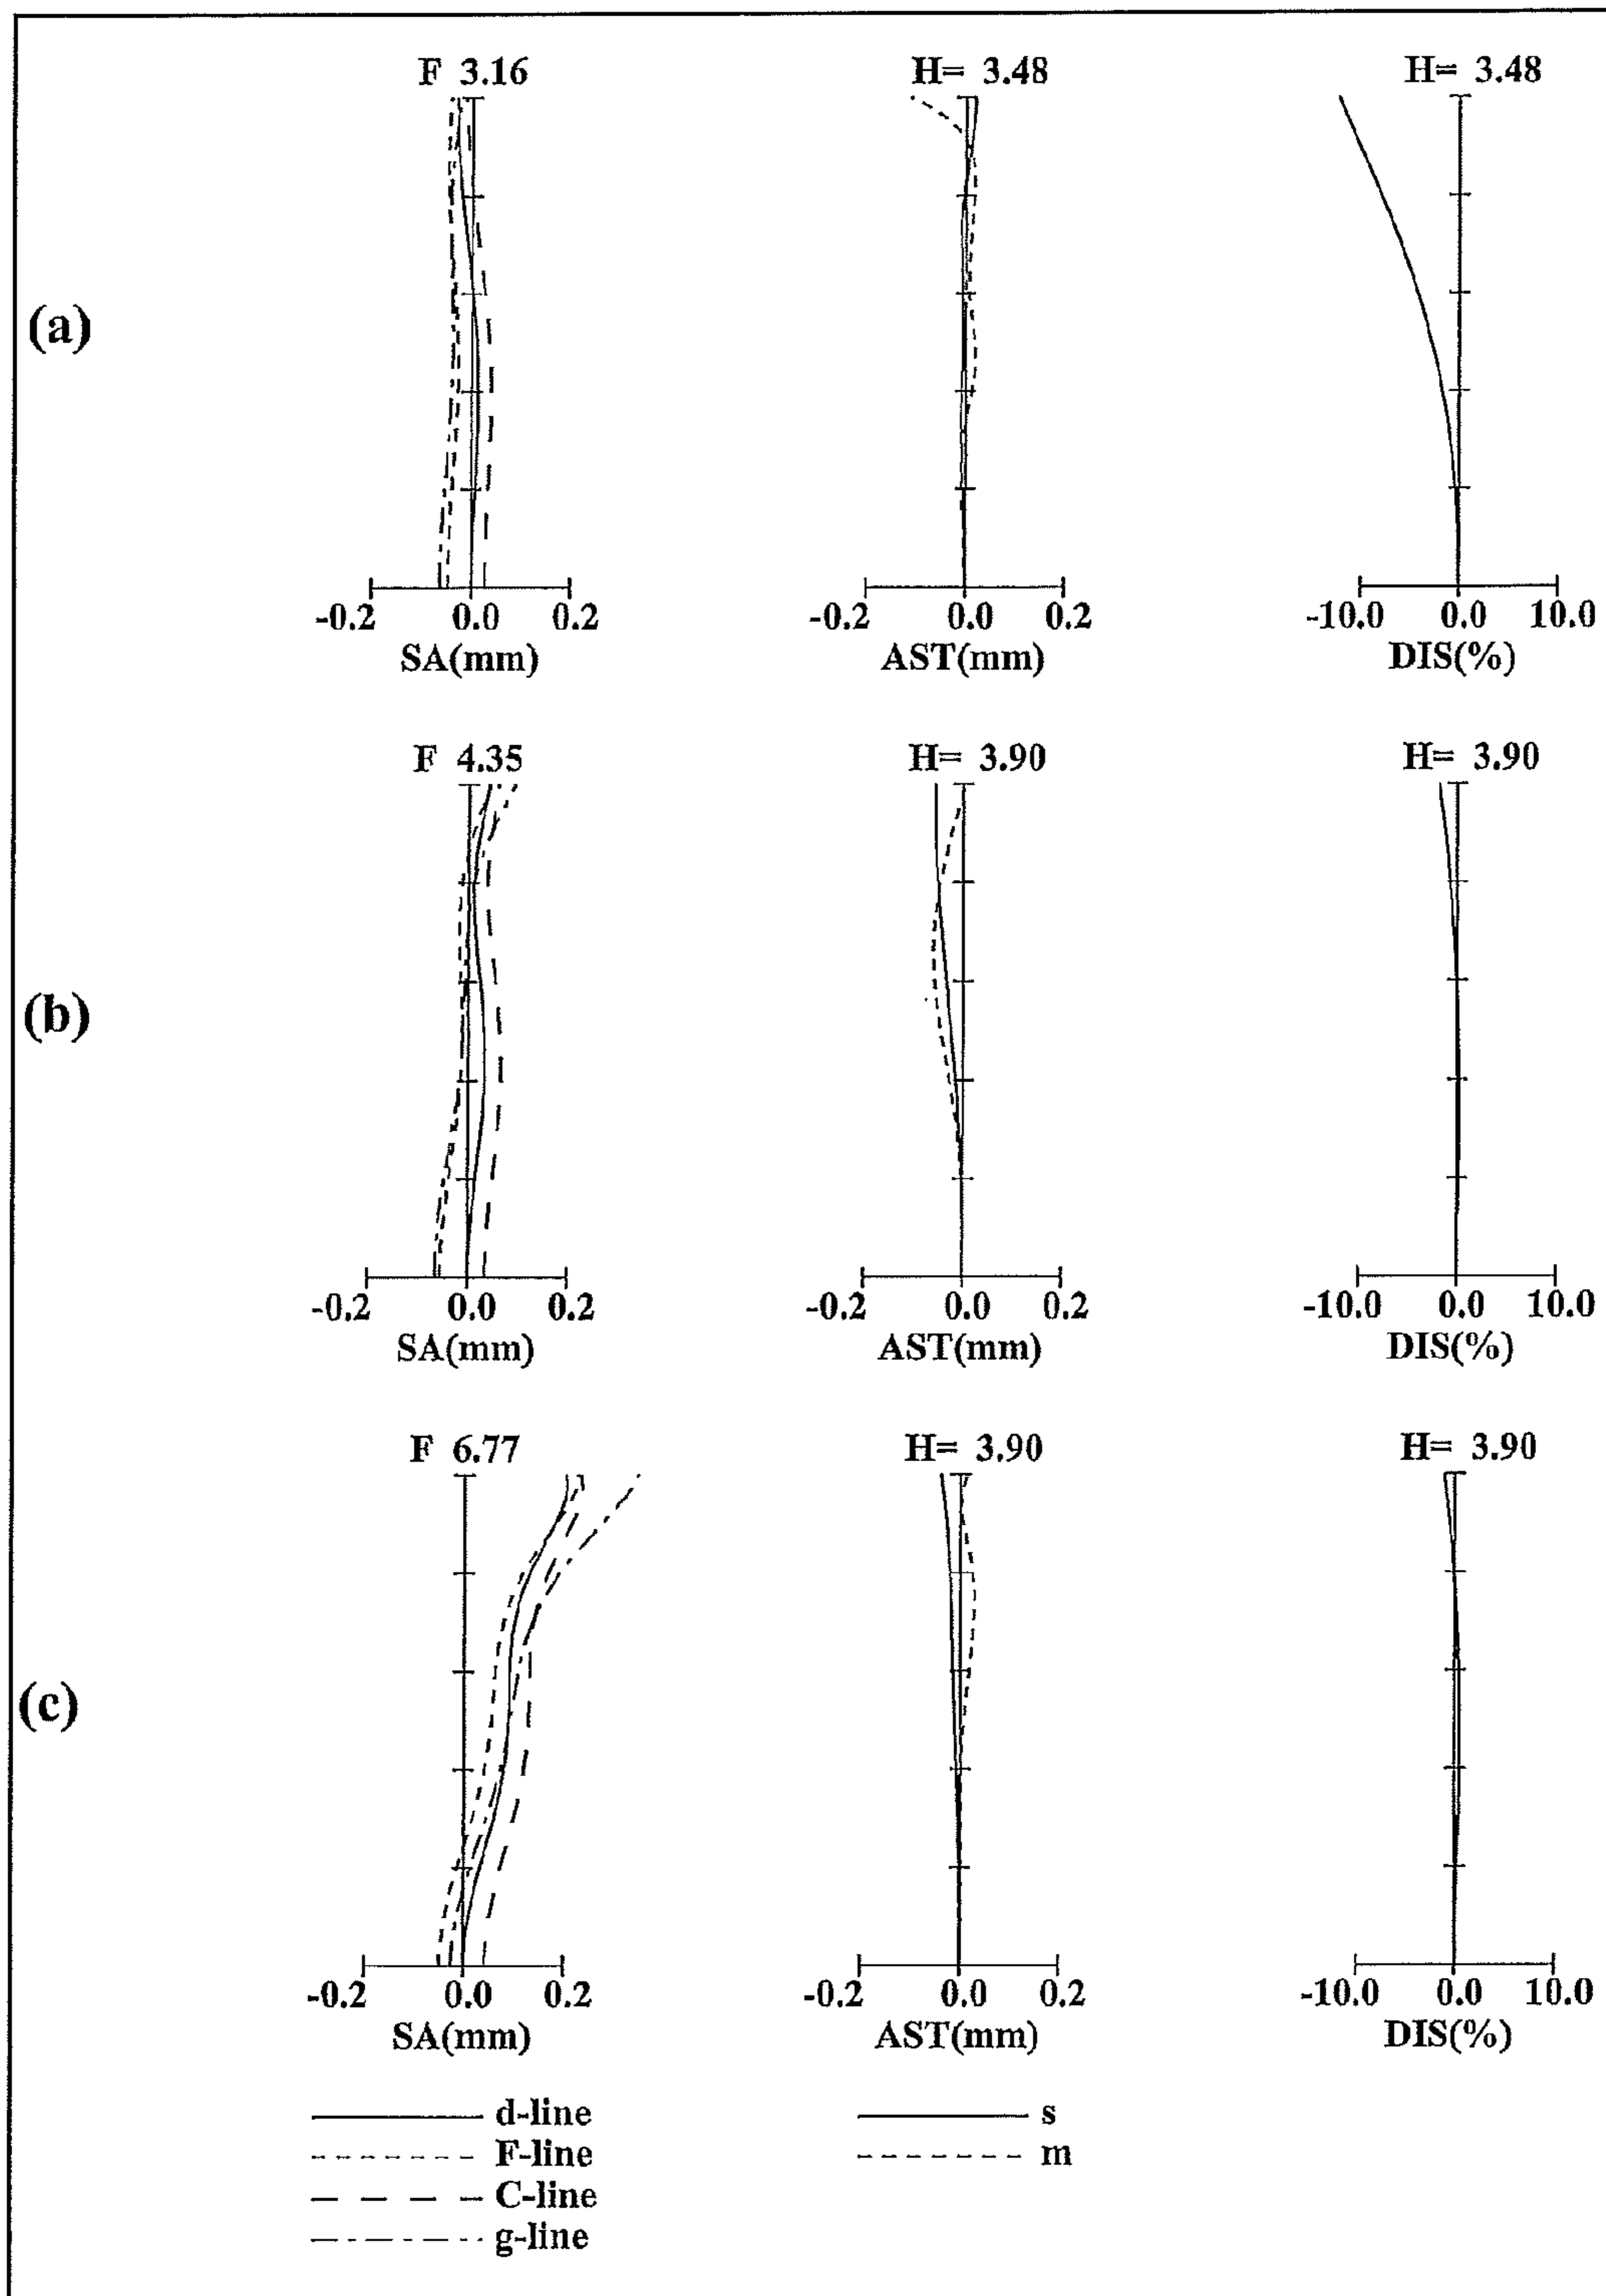 (a)
F 3.16
H= 3.48
H= 3.48
-0.2 0.0 0.2
-0.2 0.0 0.2
-10.0 0.0 10.0
SA(mm)
AST(mm)
DIS(%)
(b)
F 4.35
H= 3.90
H= 3.90
-0.2 0.0 0.2
-0.2 0.0 0.2
-10.0 0.0 10.0
SA(mm)
AST(mm)
DIS(%)
(c)
F 6.77
H= 3.90
H= 3.90
-0.2 0.0 0.2
-0.2 0.0 0.2
-10.0 0.0 10.0
SA(mm)
AST(mm)
DIS(%)
d-line
F-line
C-line
g-line
s
m